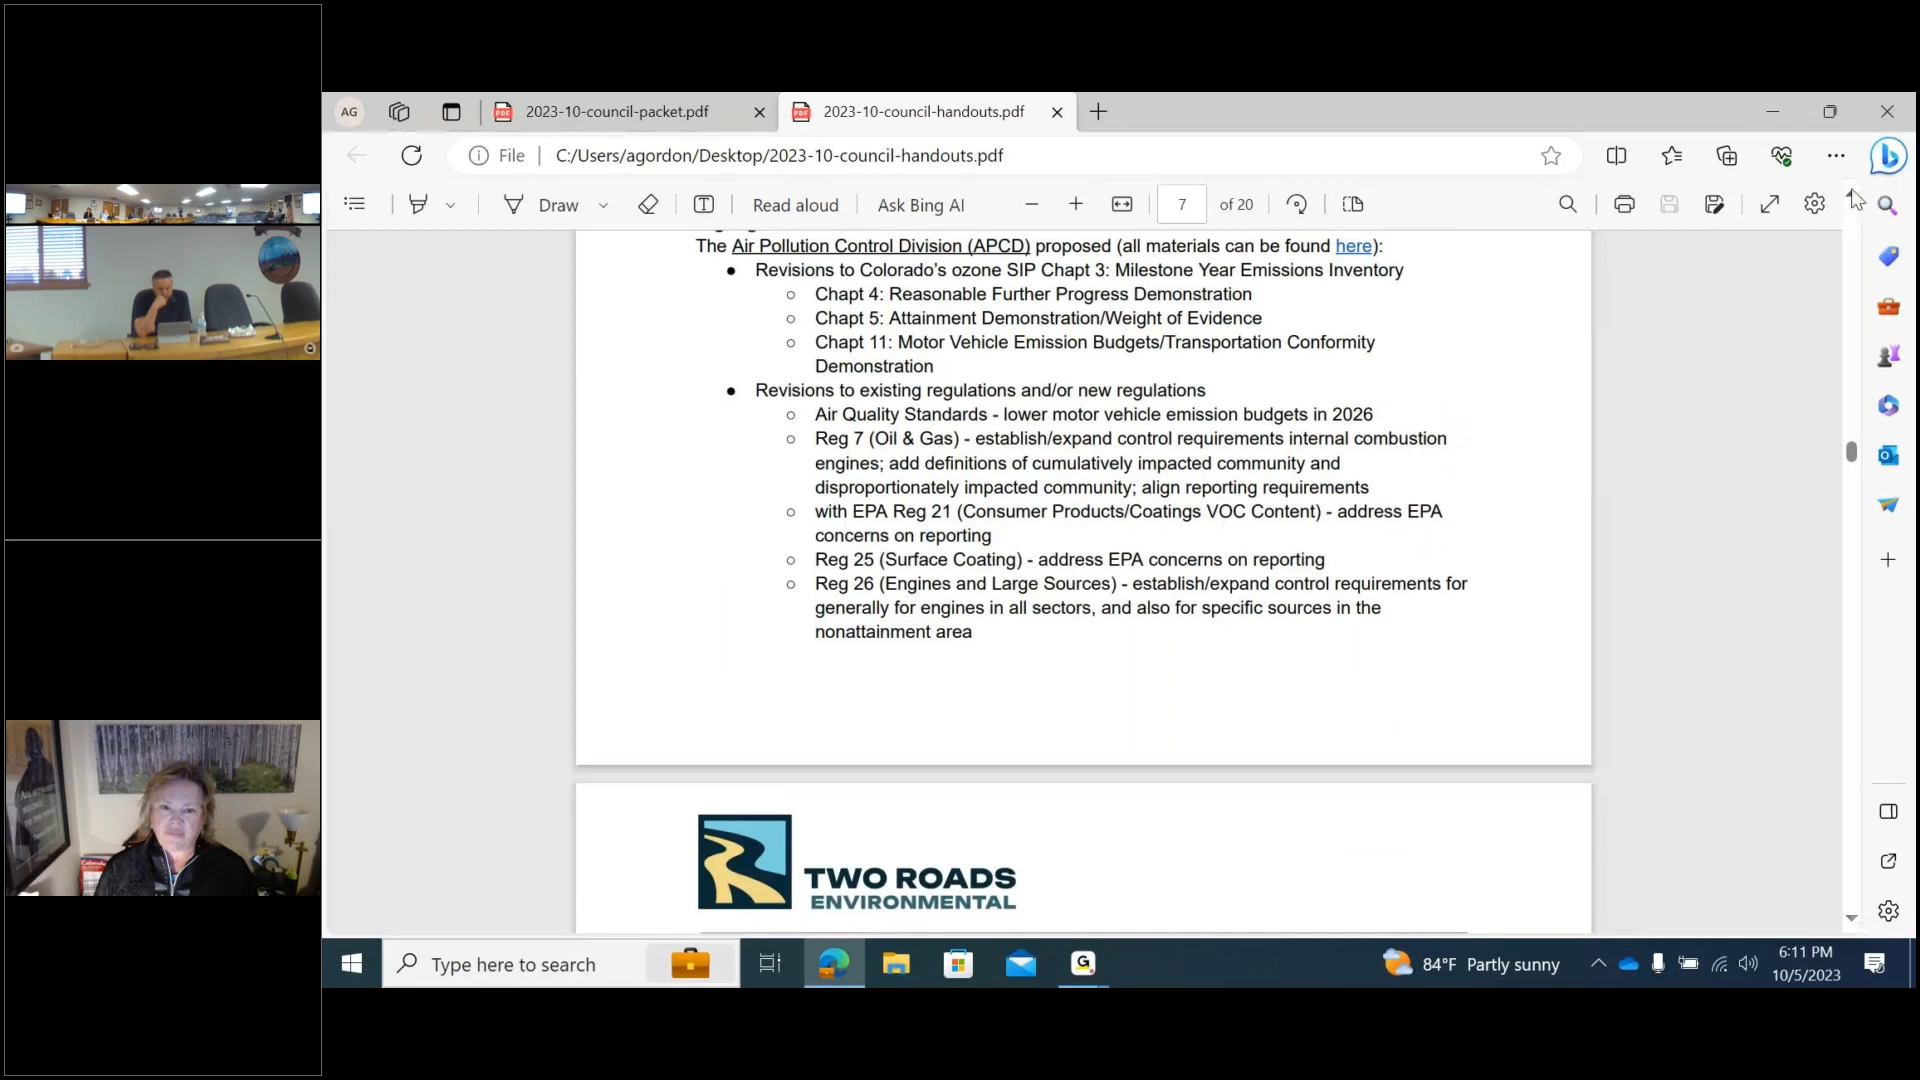 AG
2023-10-council-packet.pdf
2023-10-council-handouts.pdf
File
C:/Users/agordon/Desktop/2023-10-council-handouts.pdf
Draw
Read aloud
Ask Bing AI
7
of 20
The Air Pollution Control Division (APCD) proposed (all materials can be found here):
● Revisions to Colorado’s ozone SIP Chapt 3: Milestone Year Emissions Inventory
○ Chapt 4: Reasonable Further Progress Demonstration
○ Chapt 5: Attainment Demonstration/Weight of Evidence
○ Chapt 11: Motor Vehicle Emission Budgets/Transportation Conformity
Demonstration
● Revisions to existing regulations and/or new regulations
○ Air Quality Standards - lower motor vehicle emission budgets in 2026
○ Reg 7 (Oil & Gas) - establish/expand control requirements internal combustion
engines; add definitions of cumulatively impacted community and
disproportionately impacted community; align reporting requirements
○ with EPA Reg 21 (Consumer Products/Coatings VOC Content) - address EPA
concerns on reporting
○ Reg 25 (Surface Coating) - address EPA concerns on reporting
○ Reg 26 (Engines and Large Sources) - establish/expand control requirements for
generally for engines in all sectors, and also for specific sources in the
nonattainment area
TWO ROADS
ENVIRONMENTAL
Type here to search
84°F Partly sunny
6:11 PM
10/5/2023